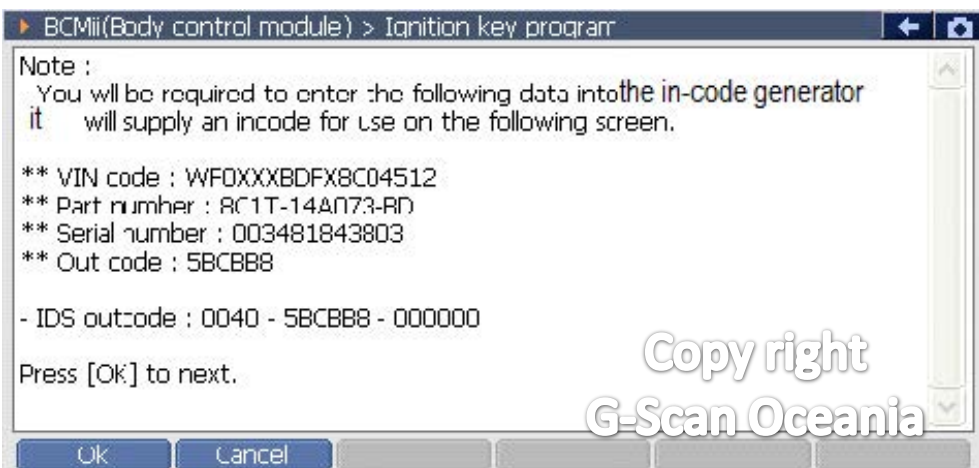 BCMii(Body control module) > Ignition key program
Note :
You will be required to enter the following data intothe in-code generator
it will supply an incode for use on the following screen.
** VIN code : WF0XXXBDFX8C04512
** Part number : 8C1T-14A073-BD
** Serial number : 003481843803
** Out code : 5BCBB8
- IDS outcode : 0040 - 5BCBB8 - 000000
Press [OK] to next.
Copy right
G-Scan Oceania
Ok Cancel